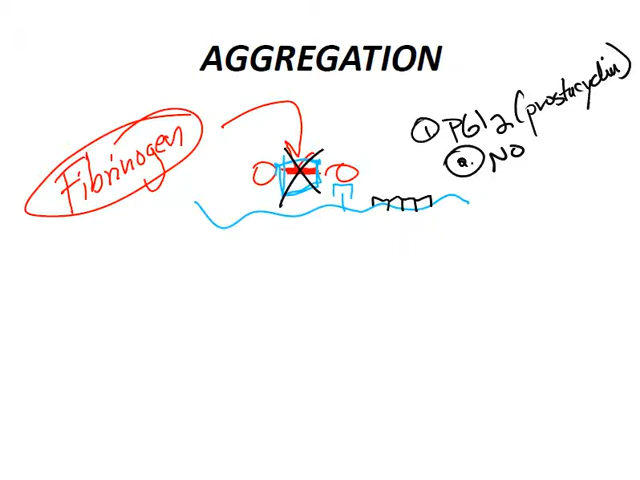 AGGREGATION
Fibrinogen
① PGI2 (prostacyclin)
②. NO